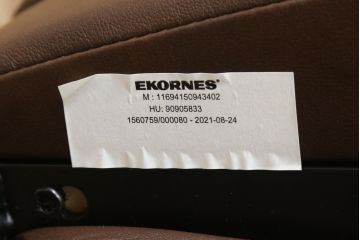 EKORNES®
M : 11694150943402
HU: 90905833
1560759/000080 - 2021-08-24